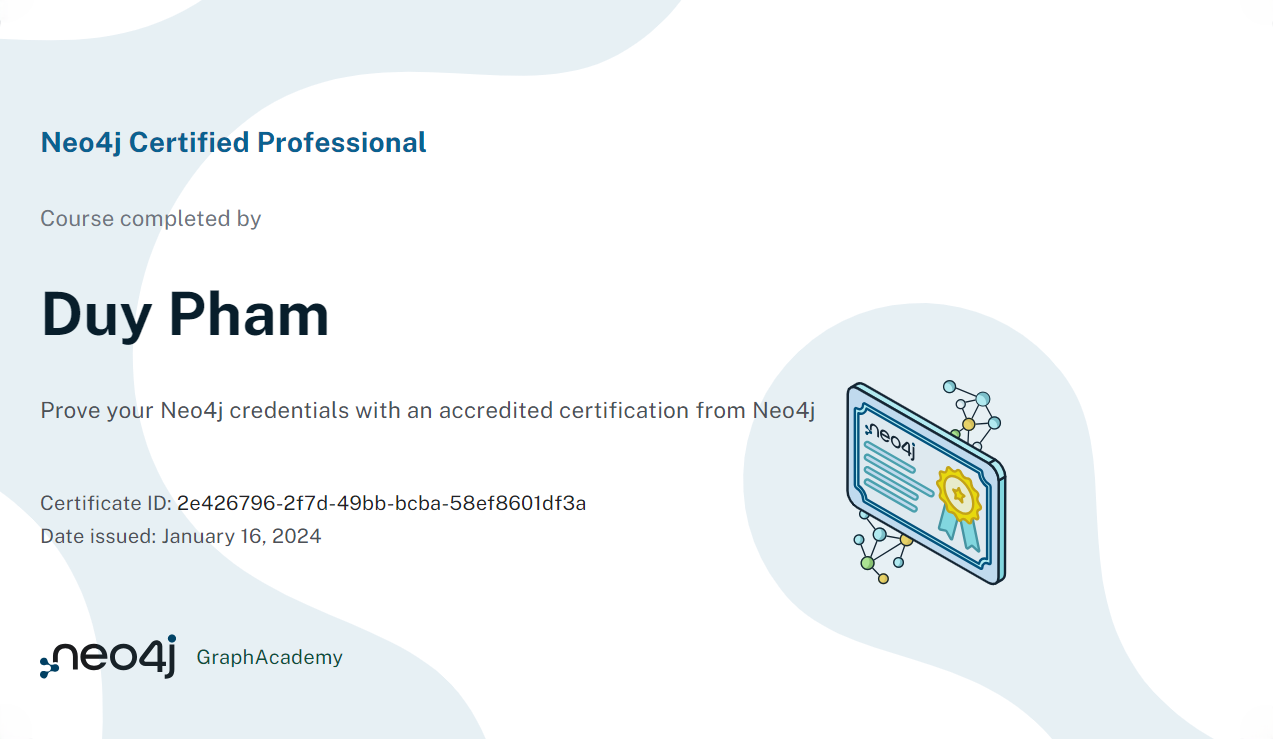 Neo4j Certified Professional
Course completed by
Duy Pham
Prove your Neo4j credentials with an accredited certification from Neo4j
neo4j
Certificate ID: 2e426796-2f7d-49bb-bcba-58ef8601df3a
Date issued: January 16, 2024
neo4j GraphAcademy